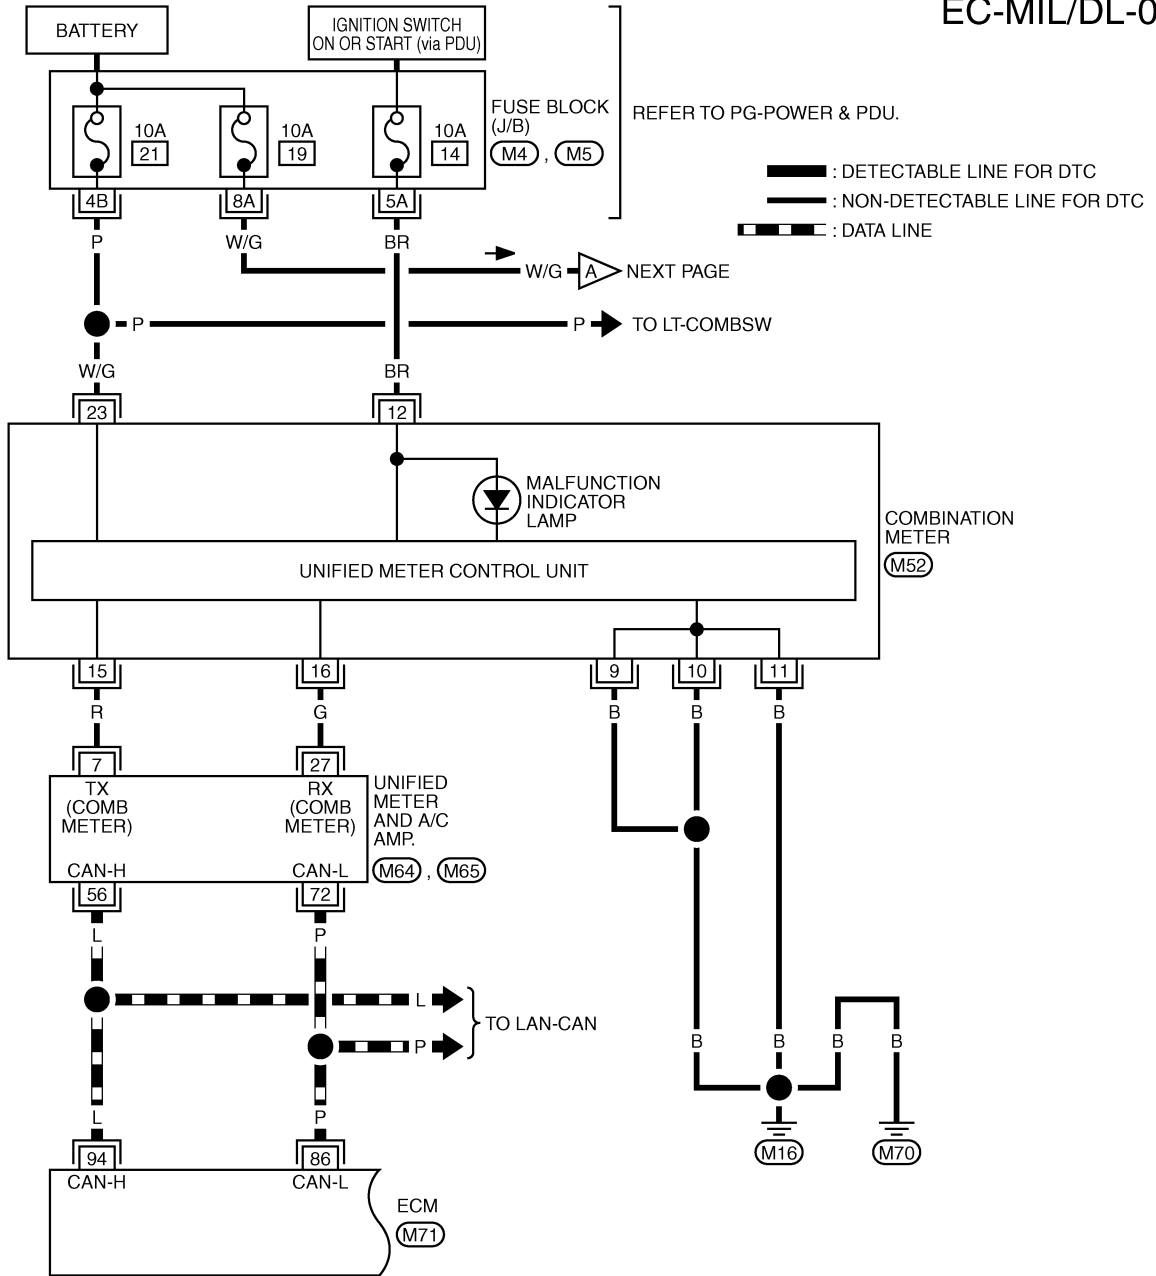 EC-MIL/DL-0
BATTERY
IGNITION SWITCH
ON OR START (via PDU)
10A
21
10A
19
10A
14
FUSE BLOCK
(J/B)
M4 , M5
REFER TO PG-POWER & PDU.
: DETECTABLE LINE FOR DTC
: NON-DETECTABLE LINE FOR DTC
: DATA LINE
4B
8A
5A
P
W/G
BR
W/G
A
NEXT PAGE
P
P
TO LT-COMBSW
W/G
BR
23
12
MALFUNCTION
INDICATOR
LAMP
COMBINATION
METER
M52
UNIFIED METER CONTROL UNIT
15
16
9
10
11
R
G
B
B
B
7
27
TX
(COMB
METER)
RX
(COMB
METER)
UNIFIED
METER
AND A/C
AMP.
M64 , M65
CAN-H
CAN-L
56
72
L
P
L
P
TO LAN-CAN
B
B
B
B
L
P
94
86
CAN-H
CAN-L
ECM
M71
M16
M70